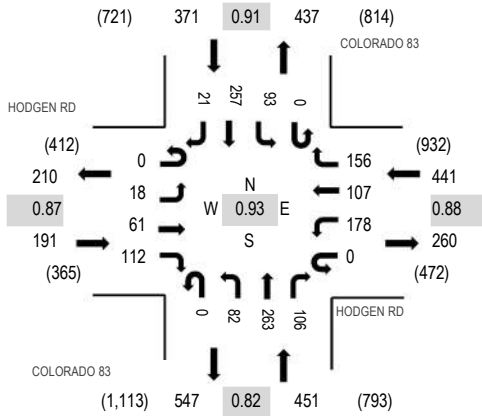 (721) 371 0.91 437 (814)
COLORADO 83
HODGEN RD
21 257 93 0
(412)
210
0.87
191
(365)
0
18
61
112
N
W 0.93 E
S
156
107
178
0
(932)
441
0.88
260
(472)
0 82 263 106
HODGEN RD
COLORADO 83
(1,113) 547 0.82 451 (793)